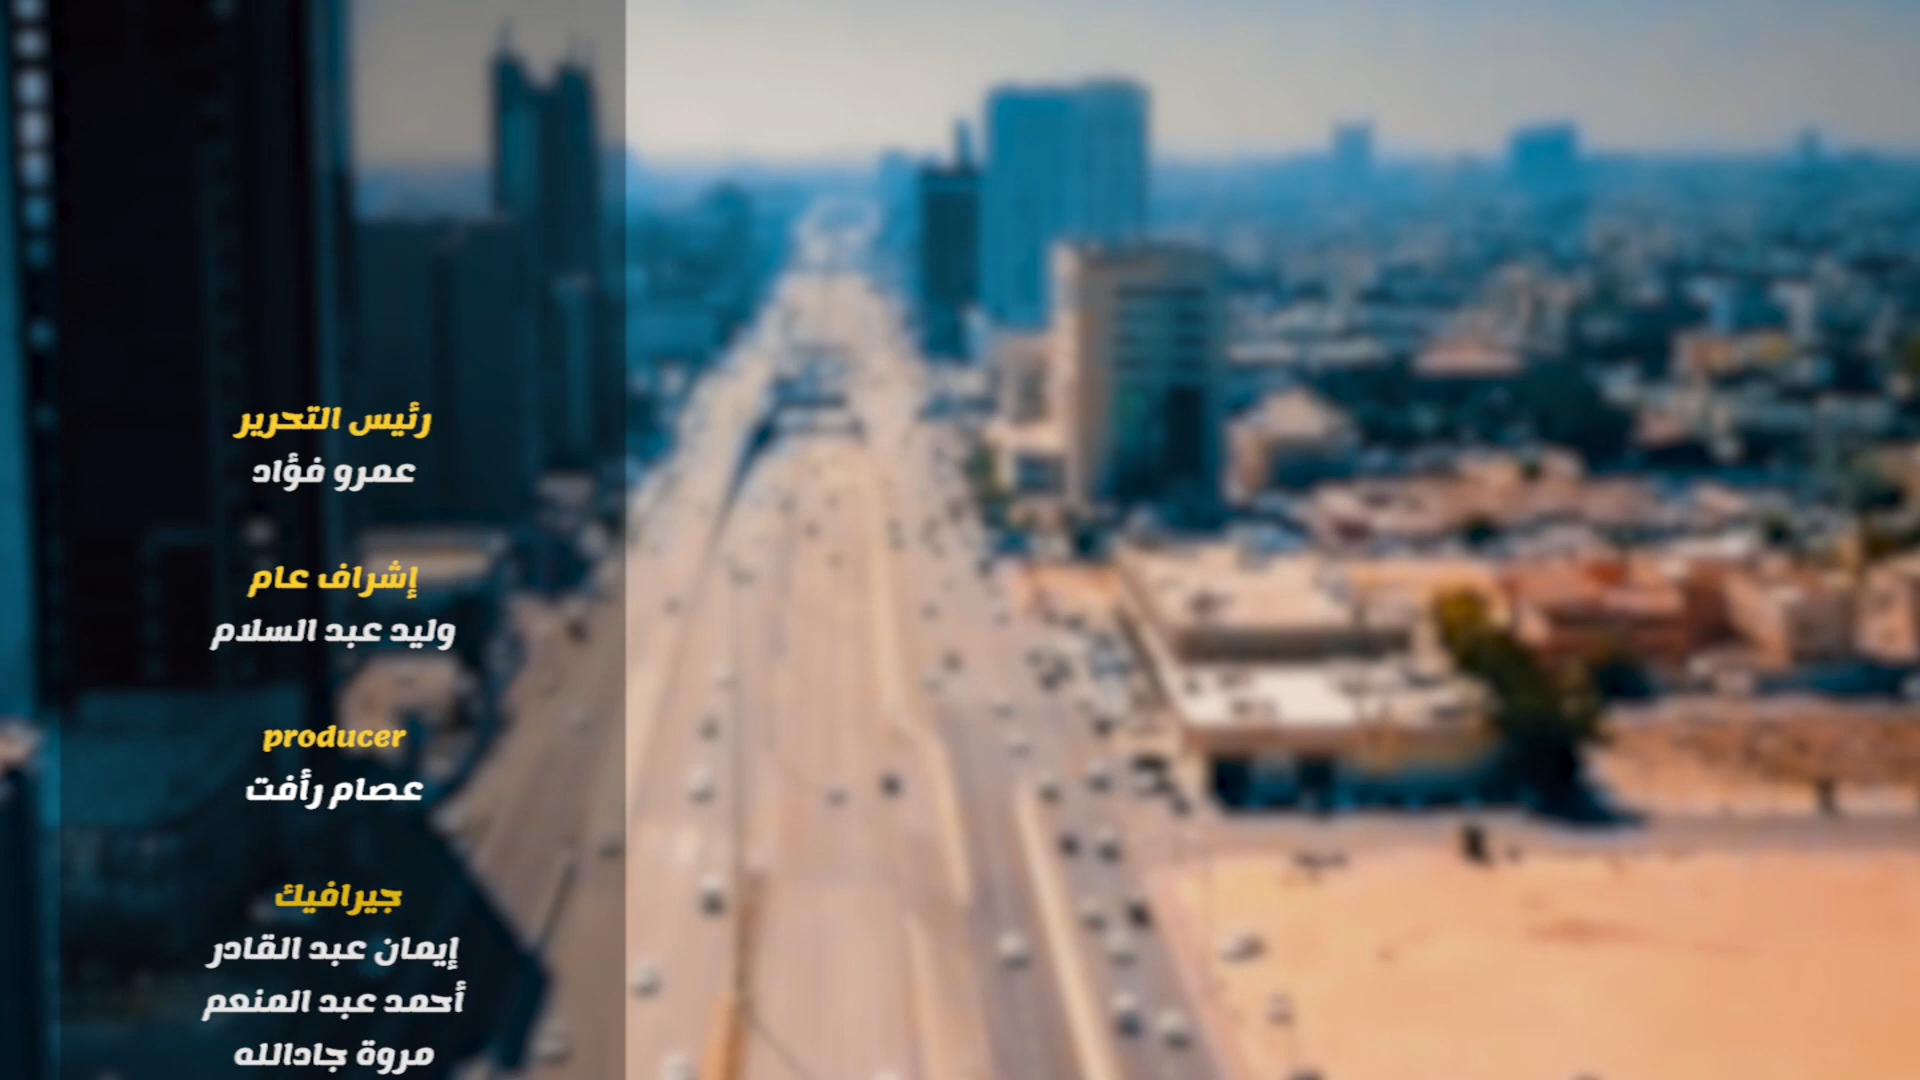 رئيس التحرير
عمرو فؤاد
إشراف عام
وليد عبد السلام
producer
عصام رأفت
جيرافيك
إيمان عبد القادر
أحمد عبد المنعم
مروة جادالله